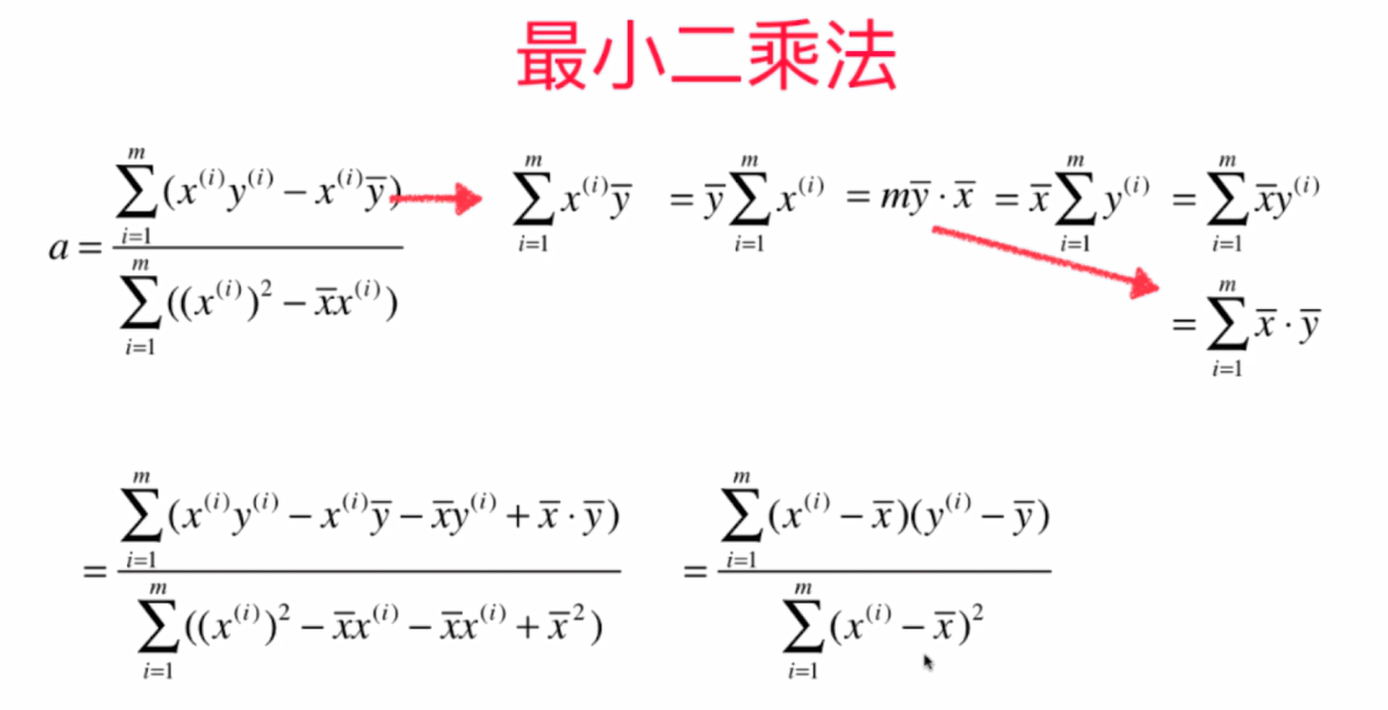 最小二乘法
a = \frac{\sum_{i=1}^{m}(x^{(i)}y^{(i)} - x^{(i)}\overline{y})}{\sum_{i=1}^{m}((x^{(i)})^2 - \overline{x}x^{(i)})}
\sum_{i=1}^{m} x^{(i)}\overline{y} = \overline{y}\sum_{i=1}^{m} x^{(i)} = m\overline{y} \cdot \overline{x} = \overline{x}\sum_{i=1}^{m} y^{(i)} = \sum_{i=1}^{m} \overline{x}y^{(i)}
= \sum_{i=1}^{m} \overline{x} \cdot \overline{y}
= \frac{\sum_{i=1}^{m}(x^{(i)}y^{(i)} - x^{(i)}\overline{y} - \overline{x}y^{(i)} + \overline{x} \cdot \overline{y})}{\sum_{i=1}^{m}((x^{(i)})^2 - \overline{x}x^{(i)} - \overline{x}x^{(i)} + \overline{x}^2)} = \frac{\sum_{i=1}^{m}(x^{(i)} - \overline{x})(y^{(i)} - \overline{y})}{\sum_{i=1}^{m}(x^{(i)} - \overline{x})^2}